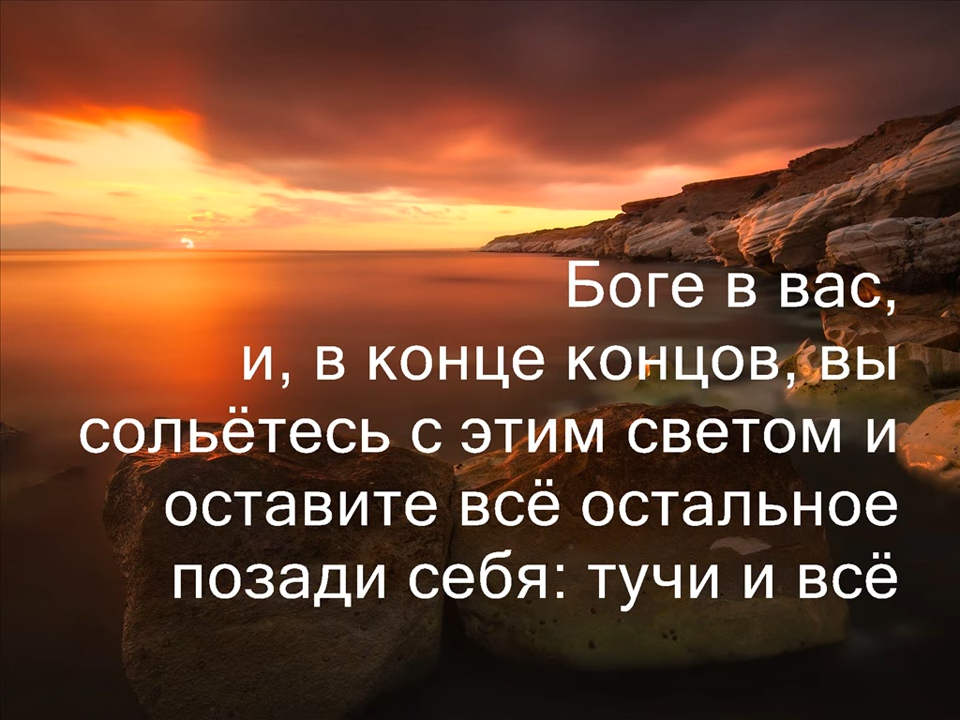 Боге в вас,
и, в конце концов, вы
сольётесь с этим светом и
оставите всё остальное
позади себя: тучи и всё